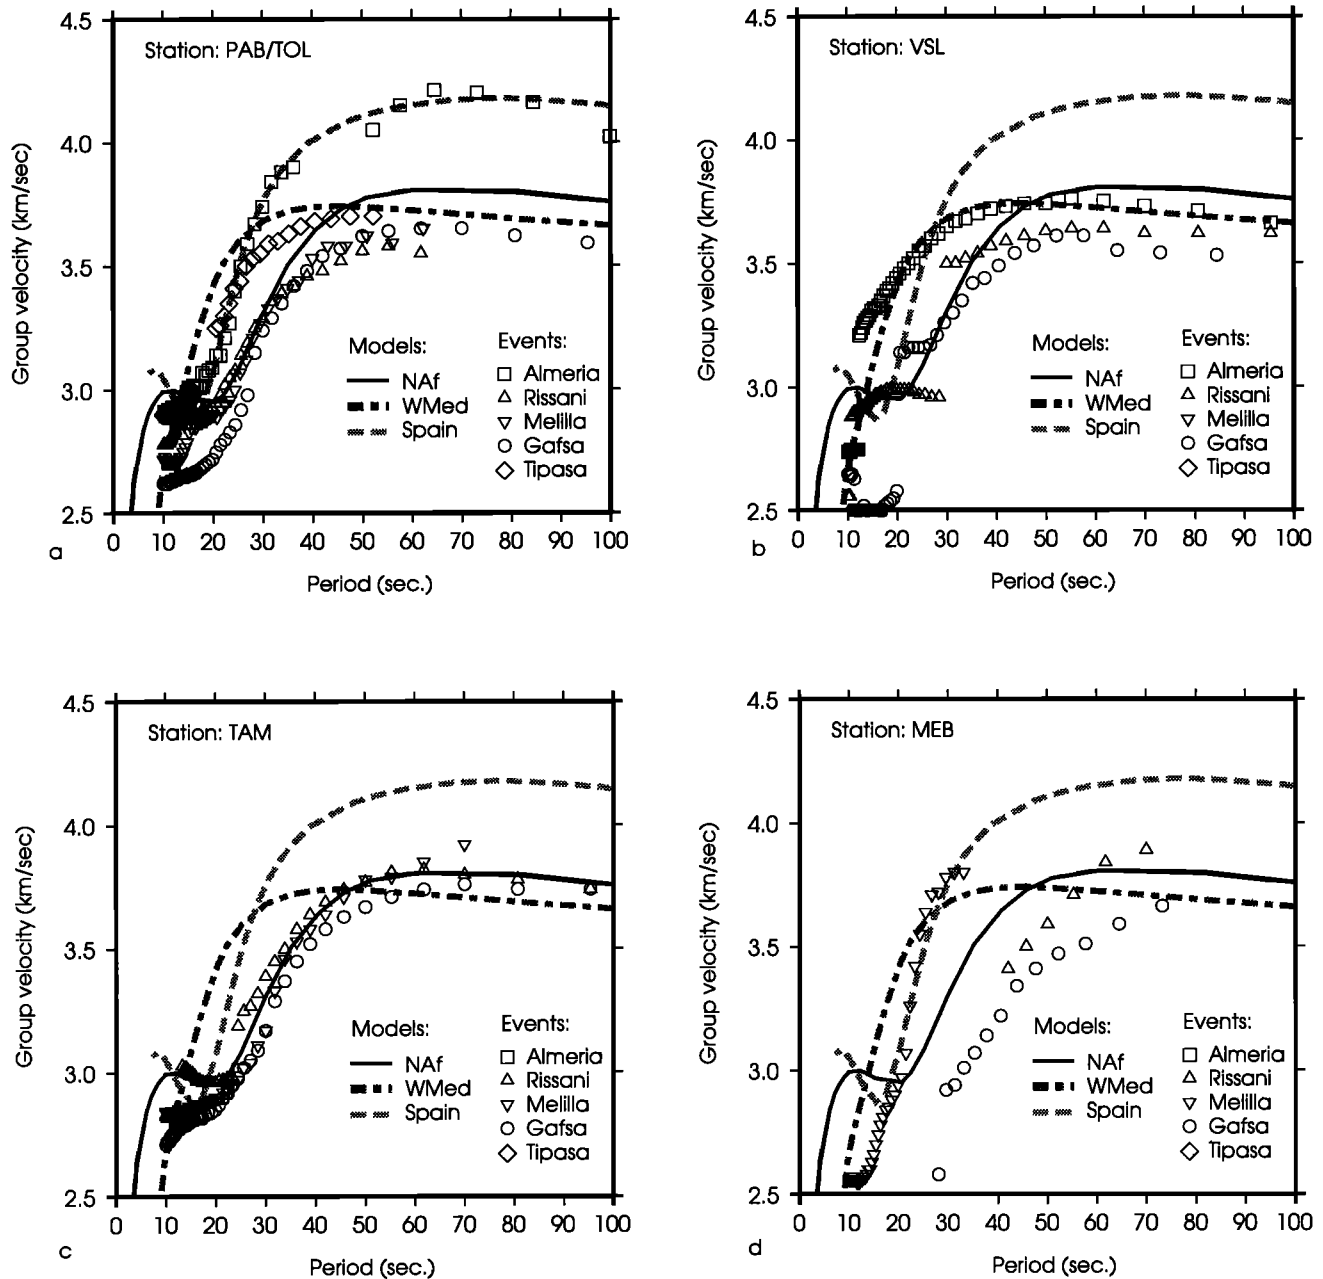 4.5
4.0
3.5
3.0
2.5
Group velocity (km/sec)
Station: PAB/TOL
Models:
NAf
WMed
Spain
Events:
Almeria
Rissani
Melilla
Gafsa
Tipasa
0 10 20 30 40 50 60 70 80 90 100
a
Period (sec.)
4.5
4.0
3.5
3.0
2.5
Group velocity (km/sec)
Station: VSL
Models:
NAf
WMed
Spain
Events:
Almeria
Rissani
Melilla
Gafsa
Tipasa
0 10 20 30 40 50 60 70 80 90 100
b
Period (sec.)
4.5
4.0
3.5
3.0
2.5
Group velocity (km/sec)
Station: TAM
Models:
NAf
WMed
Spain
Events:
Almeria
Rissani
Melilla
Gafsa
Tipasa
0 10 20 30 40 50 60 70 80 90 100
c
Period (sec.)
4.5
4.0
3.5
3.0
2.5
Group velocity (km/sec)
Station: MEB
Models:
NAf
WMed
Spain
Events:
Almeria
Rissani
Melilla
Gafsa
Tipasa
0 10 20 30 40 50 60 70 80 90 100
d
Period (sec.)